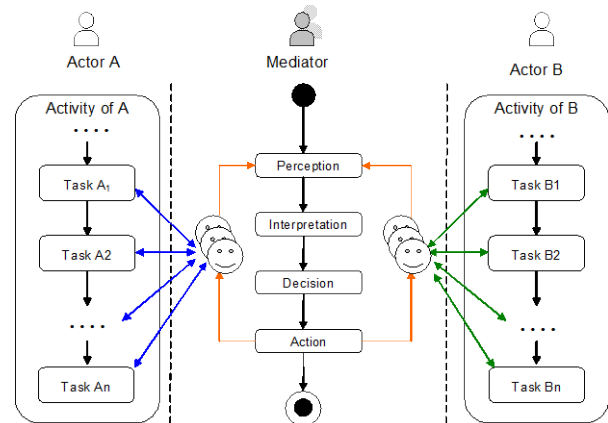 Actor A
Mediator
Actor B
Activity of A
. . . .
Task A₁
Task A2
. . . .
Task An
Perception
Interpretation
Decision
Action
Activity of B
. . . .
Task B1
Task B2
. . . .
Task Bn